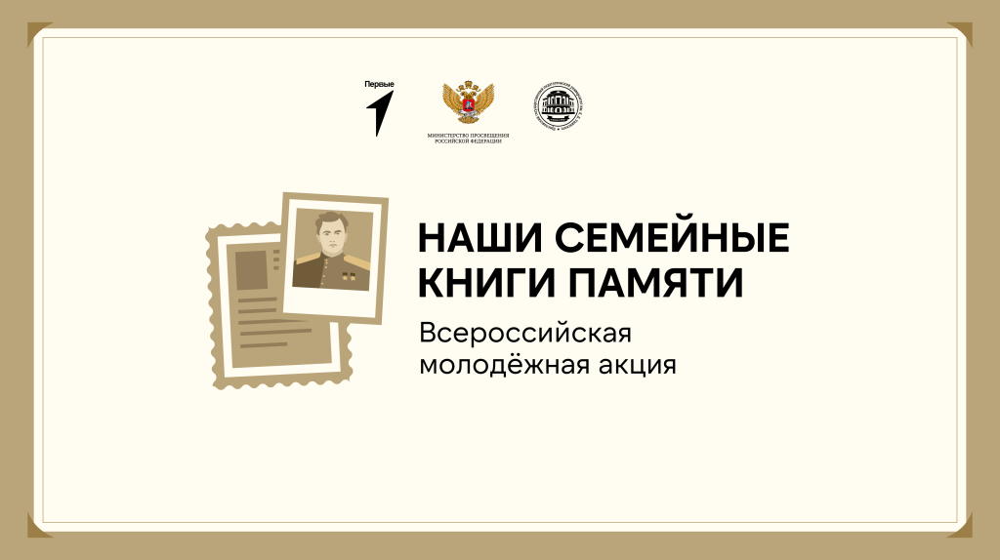 Первые
МИНИСТЕРСТВО ПРОСВЕЩЕНИЯ
РОССИЙСКОЙ ФЕДЕРАЦИИ
НАШИ СЕМЕЙНЫЕ
КНИГИ ПАМЯТИ
Всероссийская
молодёжная акция